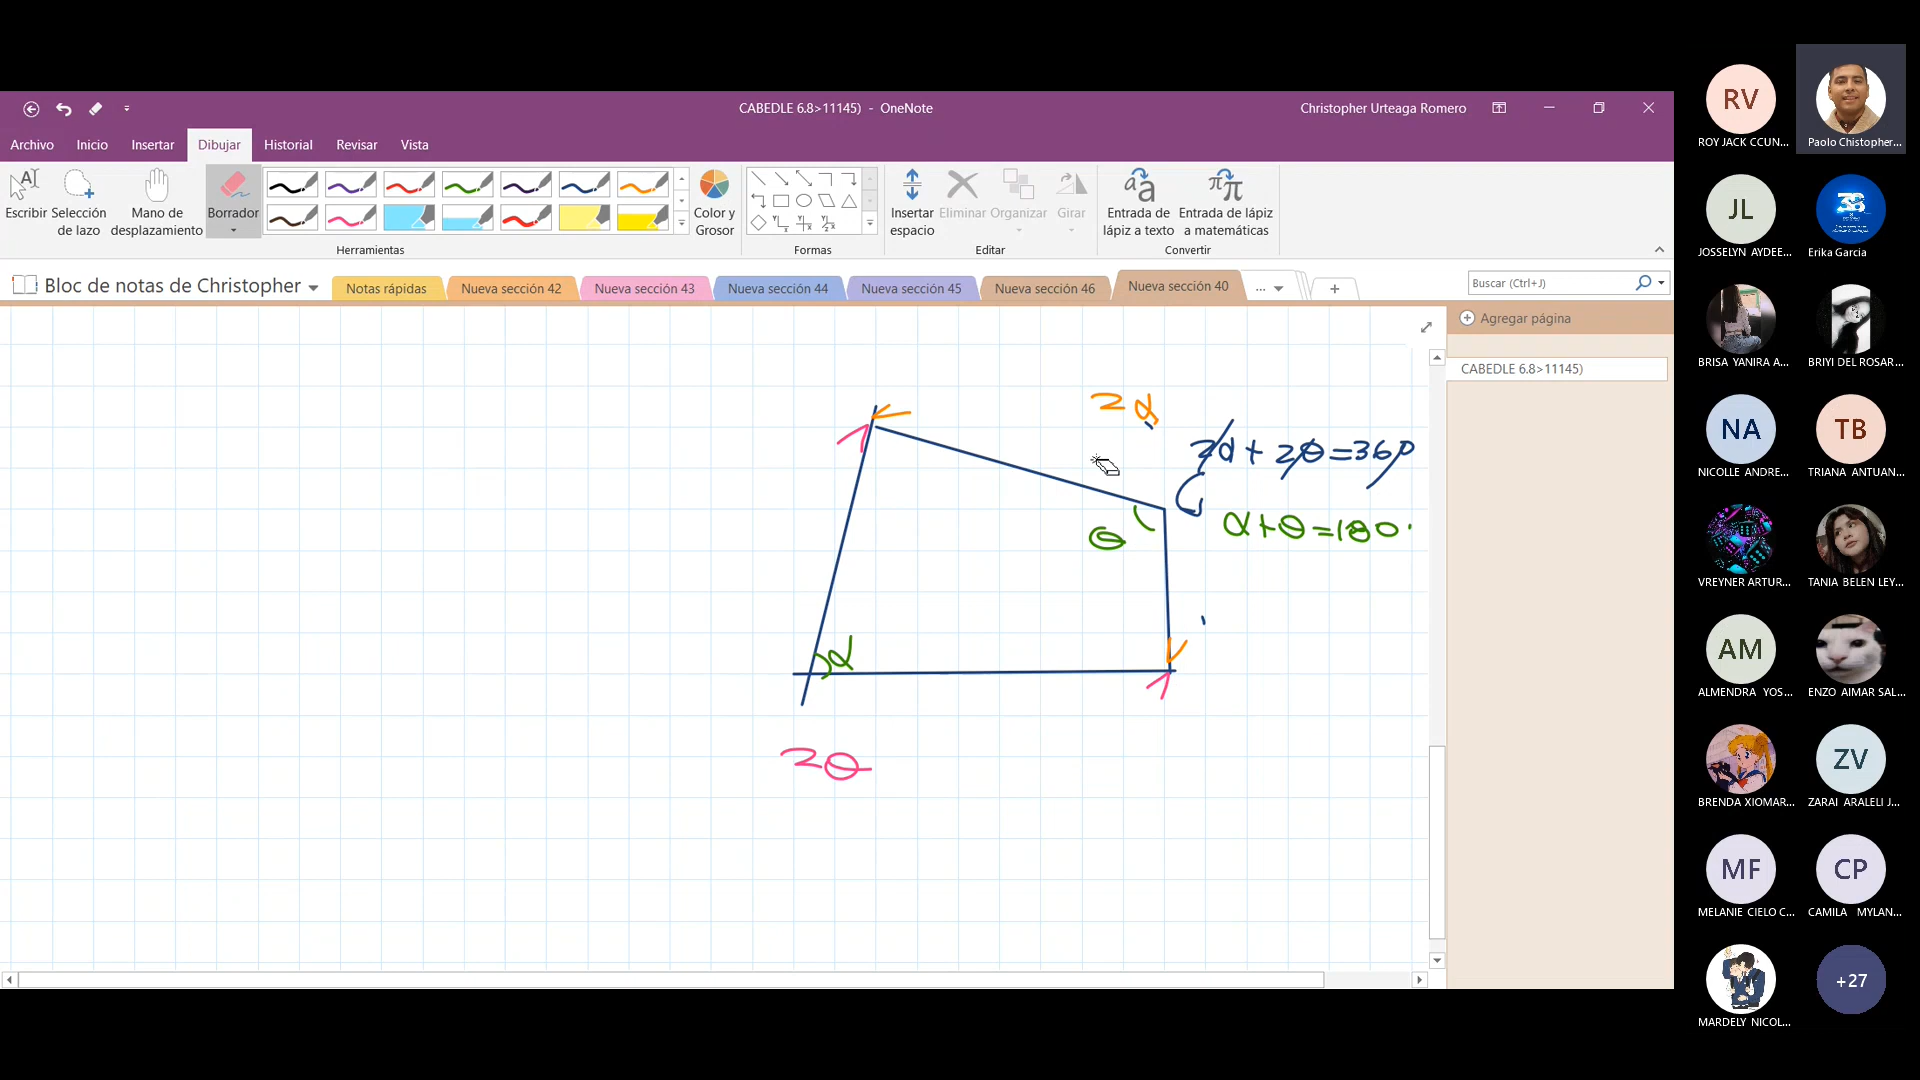 CABEDLE 6.8>11145) - OneNote
Christopher Urteaga Romero
Archivo Inicio Insertar Dibujar Historial Revisar Vista
Escribir
Selección de lazo
Mano de desplazamiento
Borrador
Color y Grosor
Insertar espacio
Eliminar
Organizar
Girar
Entrada de lápiz a texto
Entrada de lápiz a matemáticas
Herramientas
Formas
Editar
Convertir
Bloc de notas de Christopher
Notas rápidas
Nueva sección 42
Nueva sección 43
Nueva sección 44
Nueva sección 45
Nueva sección 46
Nueva sección 40
...
Buscar (Ctrl+J)
Agregar página
CABEDLE 6.8>11145)
2α
2α + 2θ = 360
θ
α + θ = 180
α
2θ
RV
ROY JACK CCUN...
Paolo Chistopher...
JL
JOSSELYN AYDEE...
38
Erika Garcia
BRISA YANIRA A...
BRIYI DEL ROSAR...
NA
NICOLLE ANDRE...
TB
TRIANA ANTUAN...
VREYNER ARTUR...
TANIA BELEN LEY...
AM
ALMENDRA YOS...
ENZO AIMAR SAL...
BRENDA XIOMAR...
ZV
ZARAI ARALELI J...
MF
MELANIE CIELO C...
CP
CAMILA MYLAN...
MARDELY NICOL...
+27